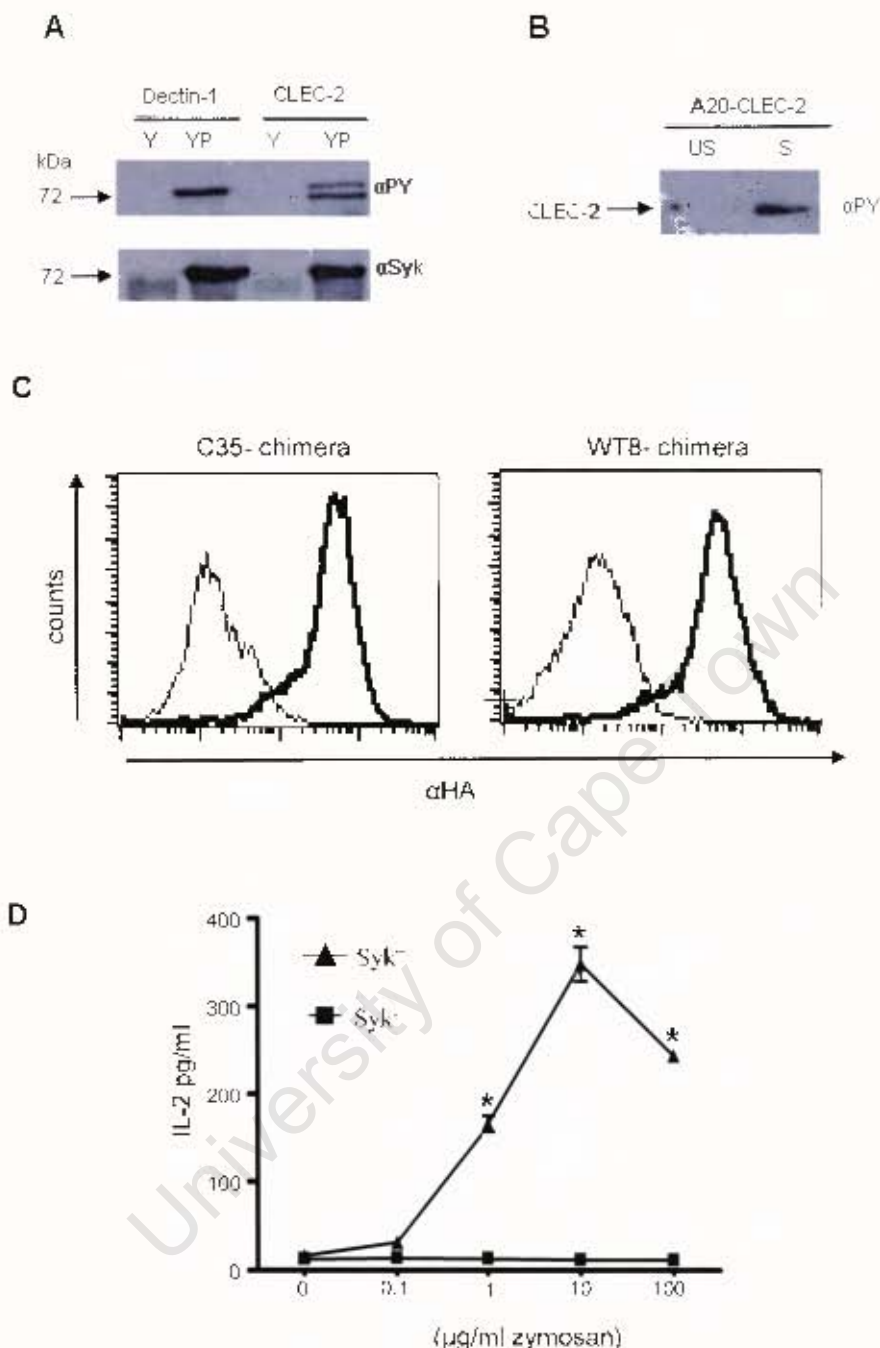 A
Dectin-1 CLEC-2
Y YP Y YP
kDa
72 αPY
72 αSyk
B
A20-CLEC-2
US S
CLEC-2 αPY
C
C35- chimera WT8- chimera
counts
αHA
D
400
300
200
100
0
IL-2 pg/ml
Syk⁺
Syk⁻
*
*
*
0 0.1 1 10 100
(µg/ml zymosan)
University of Cape Town